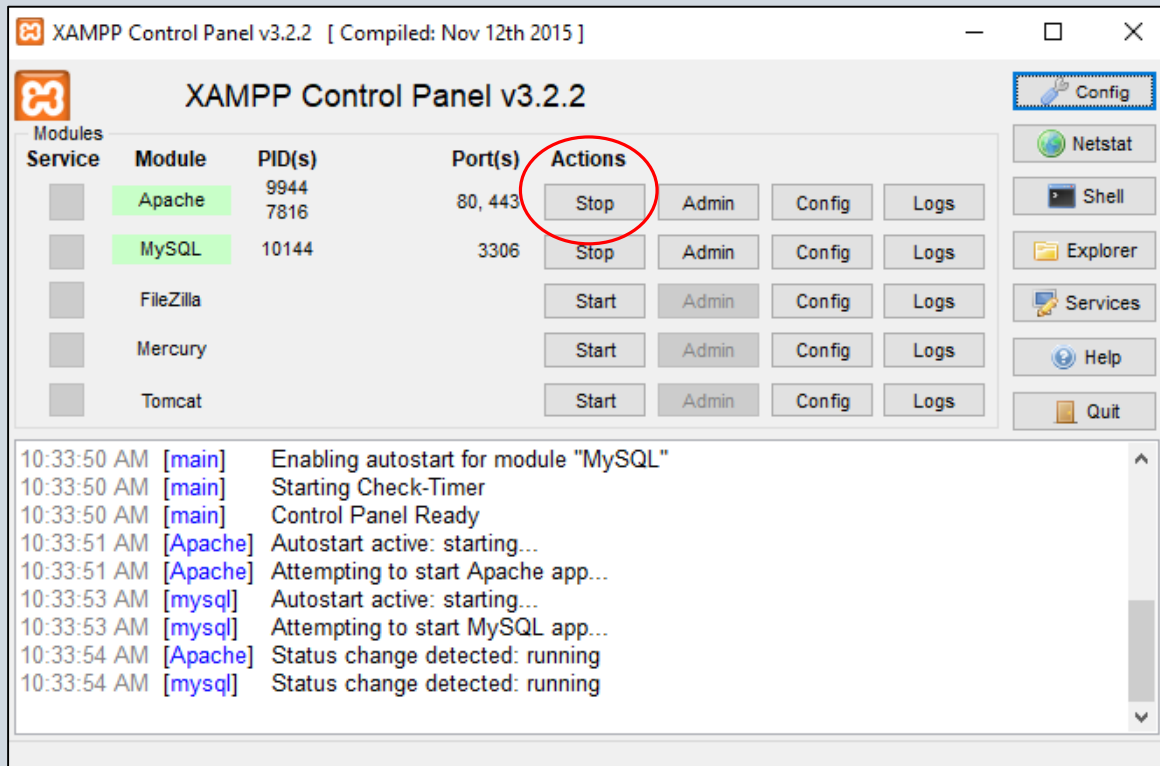 XAMPP Control Panel v3.2.2 [ Compiled: Nov 12th 2015 ]
XAMPP Control Panel v3.2.2
Config
Modules
Service Module PID(s) Port(s) Actions
Netstat
Apache 9944 7816 80, 443 Stop Admin Config Logs
Shell
MySQL 10144 3306 Stop Admin Config Logs
Explorer
FileZilla Start Admin Config Logs
Services
Mercury Start Admin Config Logs
Help
Tomcat Start Admin Config Logs
Quit
10:33:50 AM [main] Enabling autostart for module "MySQL"
10:33:50 AM [main] Starting Check-Timer
10:33:50 AM [main] Control Panel Ready
10:33:51 AM [Apache] Autostart active: starting...
10:33:51 AM [Apache] Attempting to start Apache app...
10:33:53 AM [mysql] Autostart active: starting...
10:33:53 AM [mysql] Attempting to start MySQL app...
10:33:54 AM [Apache] Status change detected: running
10:33:54 AM [mysql] Status change detected: running